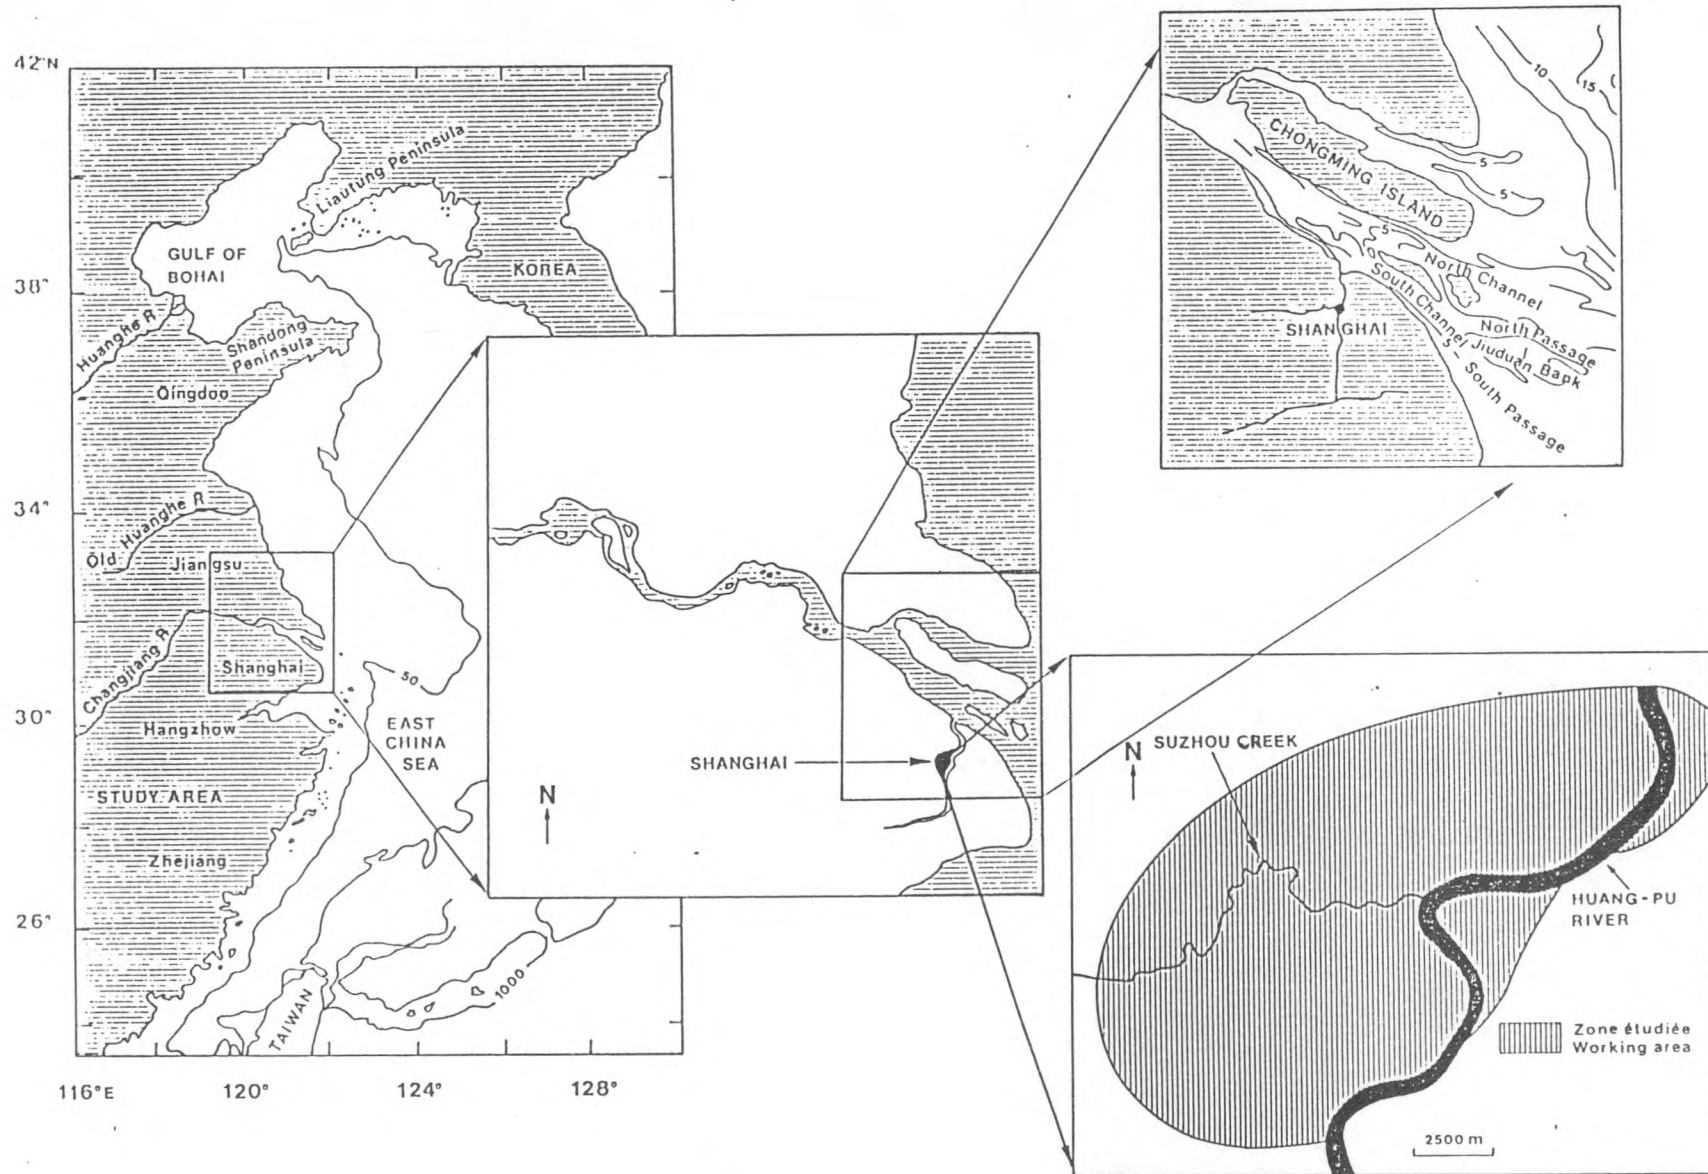 42°N
38°
34°
30°
26°
116°E
120°
124°
128°
Liautung Peninsula
GULF OF
BOHAI
KOREA
Huanghe R
Shandong
Peninsula
Qingdoo
Old Huanghe R
Jiangsu
Changjiang R
Shanghai
50
Hangzhow
EAST
CHINA
SEA
STUDY AREA
Zhejiang
TAIWAN
1000
SHANGHAI
N
10
15
CHONGMING ISLAND
5
5
5
North Channel
South Channel
SHANGHAI
North Passage
Jiuduan Bank
5
South Passage
N
SUZHOU CREEK
HUANG-PU
RIVER
Zone étudiée
Working area
2500 m